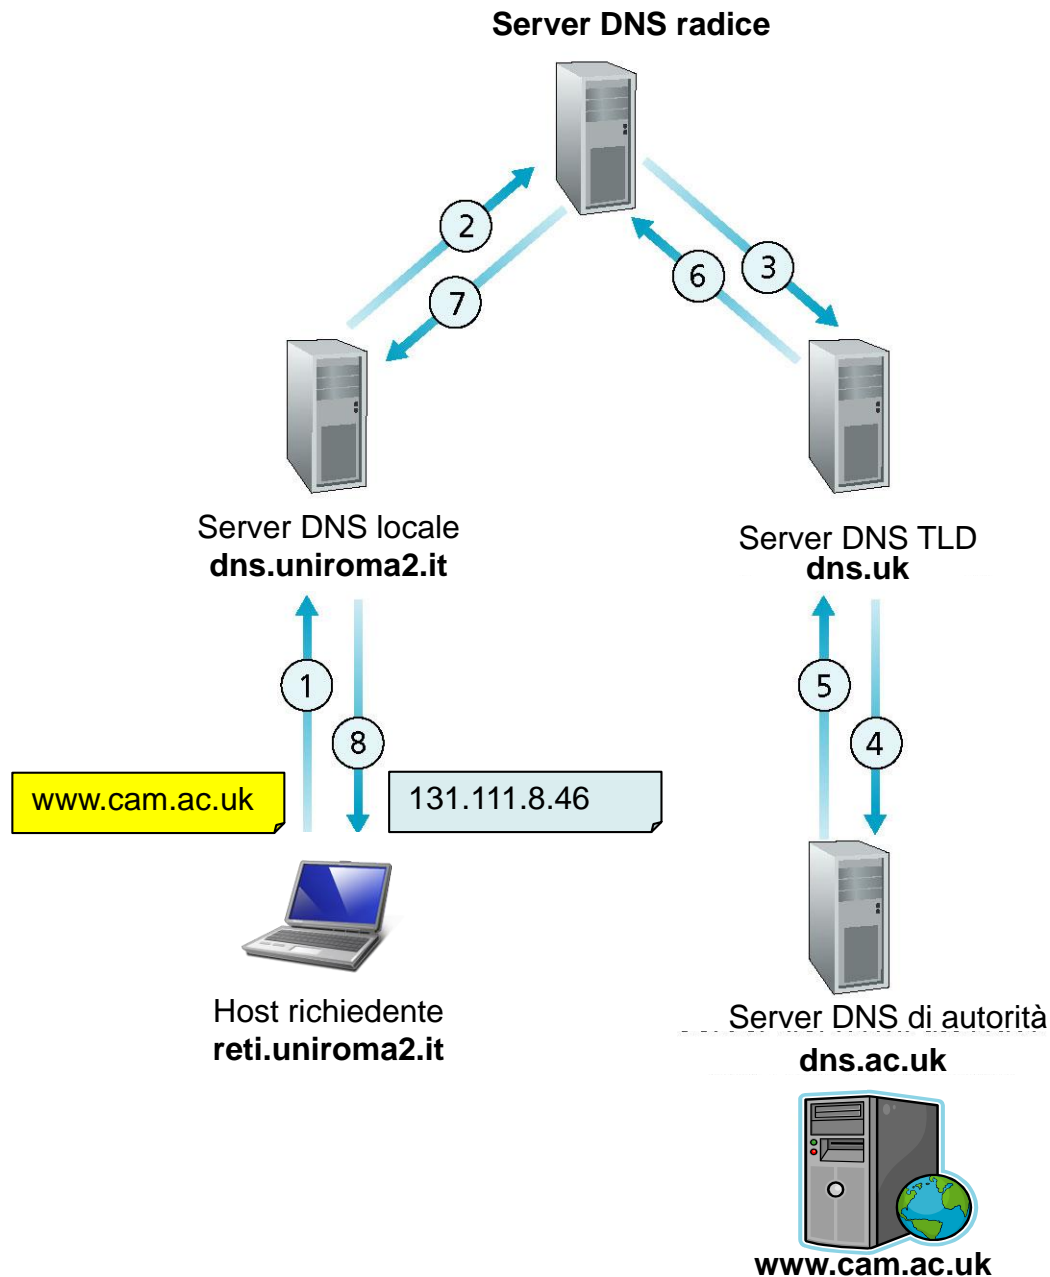 Server DNS radice
2
7
6
3
Server DNS locale
dns.uniroma2.it
Server DNS TLD
dns.uk
1
8
5
4
www.cam.ac.uk
131.111.8.46
Host richiedente
reti.uniroma2.it
Server DNS di autorità
dns.ac.uk
www.cam.ac.uk